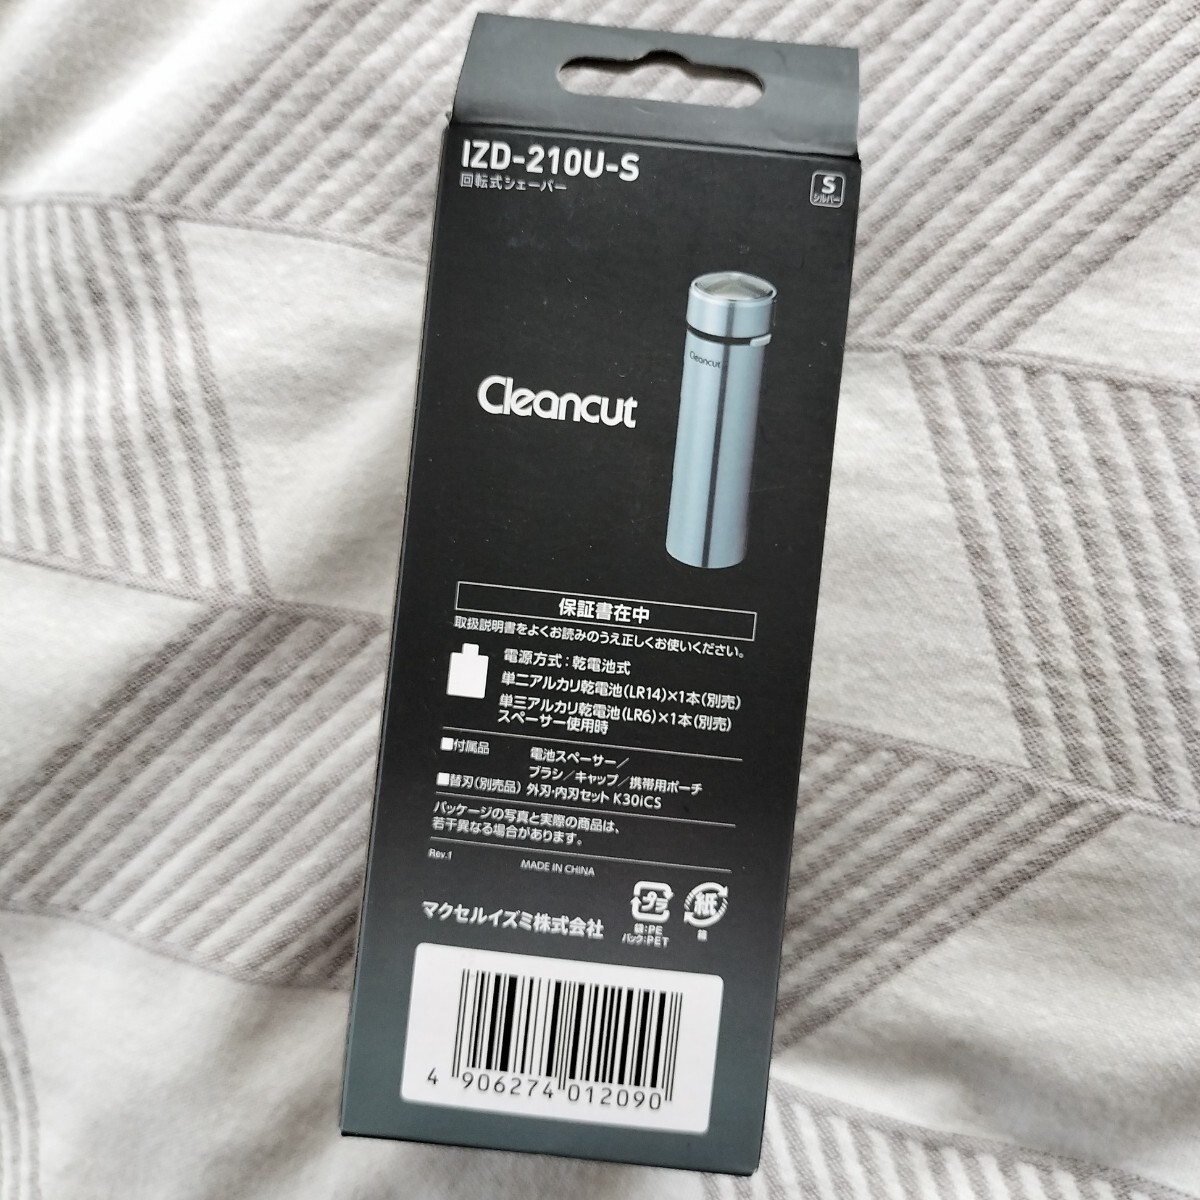 IZD-210U-S
回転式シェーバー
S
シルバー
Cleancut
Cleancut
保証書在中
取扱説明書をよくお読みのうえ正しくお使いください。
電源方式：乾電池式
単二アルカリ乾電池(LR14)×1本(別売)
単三アルカリ乾電池(LR6)×1本(別売)
スペーサー使用時
■付属品 電池スペーサー／
ブラシ／キャップ／携帯用ポーチ
■替刃(別売品) 外刃・内刃セット K30iCS
パッケージの写真と実際の商品は、
若干異なる場合があります。
Rev.1 MADE IN CHINA
マクセルイズミ株式会社
プラ
袋:PE
パック:PET
紙
箱
4 906274 012090